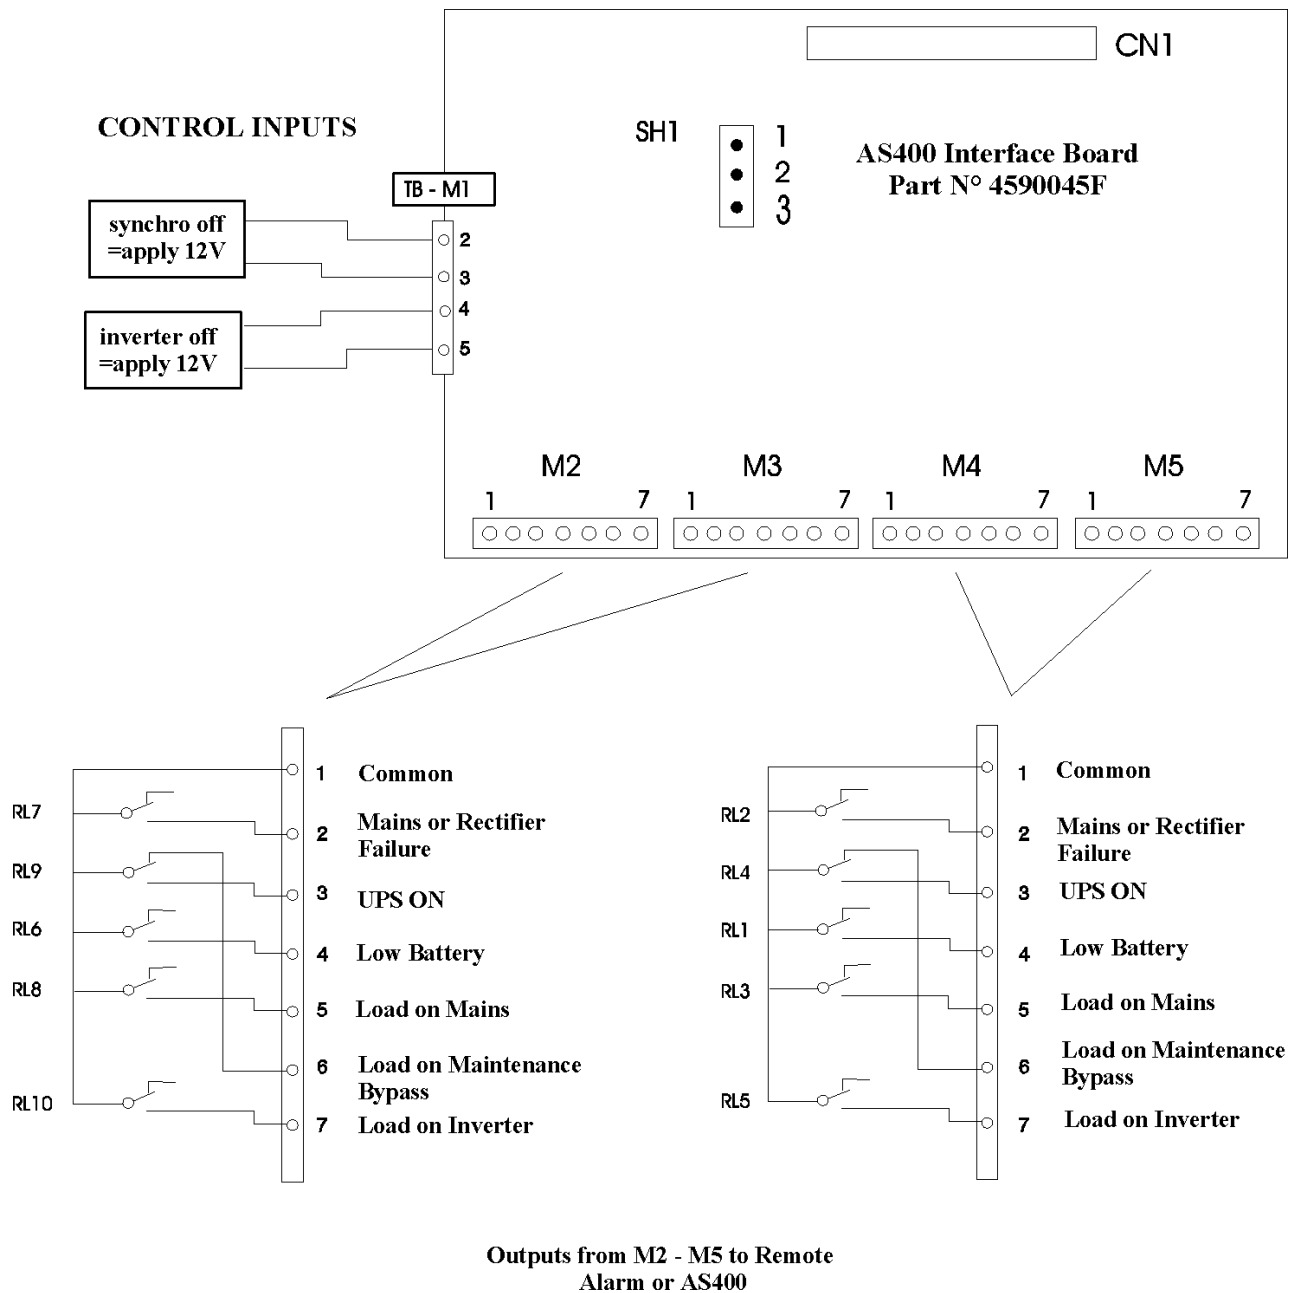 CN1
CONTROL INPUTS
SH1
1
2
3
AS400 Interface Board
Part N° 4590045F
TB - M1
synchro off
=apply 12V
2
3
inverter off
=apply 12V
4
5
M2
1 7
M3
1 7
M4
1 7
M5
1 7
1 Common
RL7
2 Mains or Rectifier
Failure
RL9
3 UPS ON
RL6
4 Low Battery
RL8
5 Load on Mains
6 Load on Maintenance
Bypass
RL10
7 Load on Inverter
1 Common
RL2
2 Mains or Rectifier
Failure
RL4
3 UPS ON
RL1
4 Low Battery
RL3
5 Load on Mains
6 Load on Maintenance
Bypass
RL5
7 Load on Inverter
Outputs from M2 - M5 to Remote
Alarm or AS400